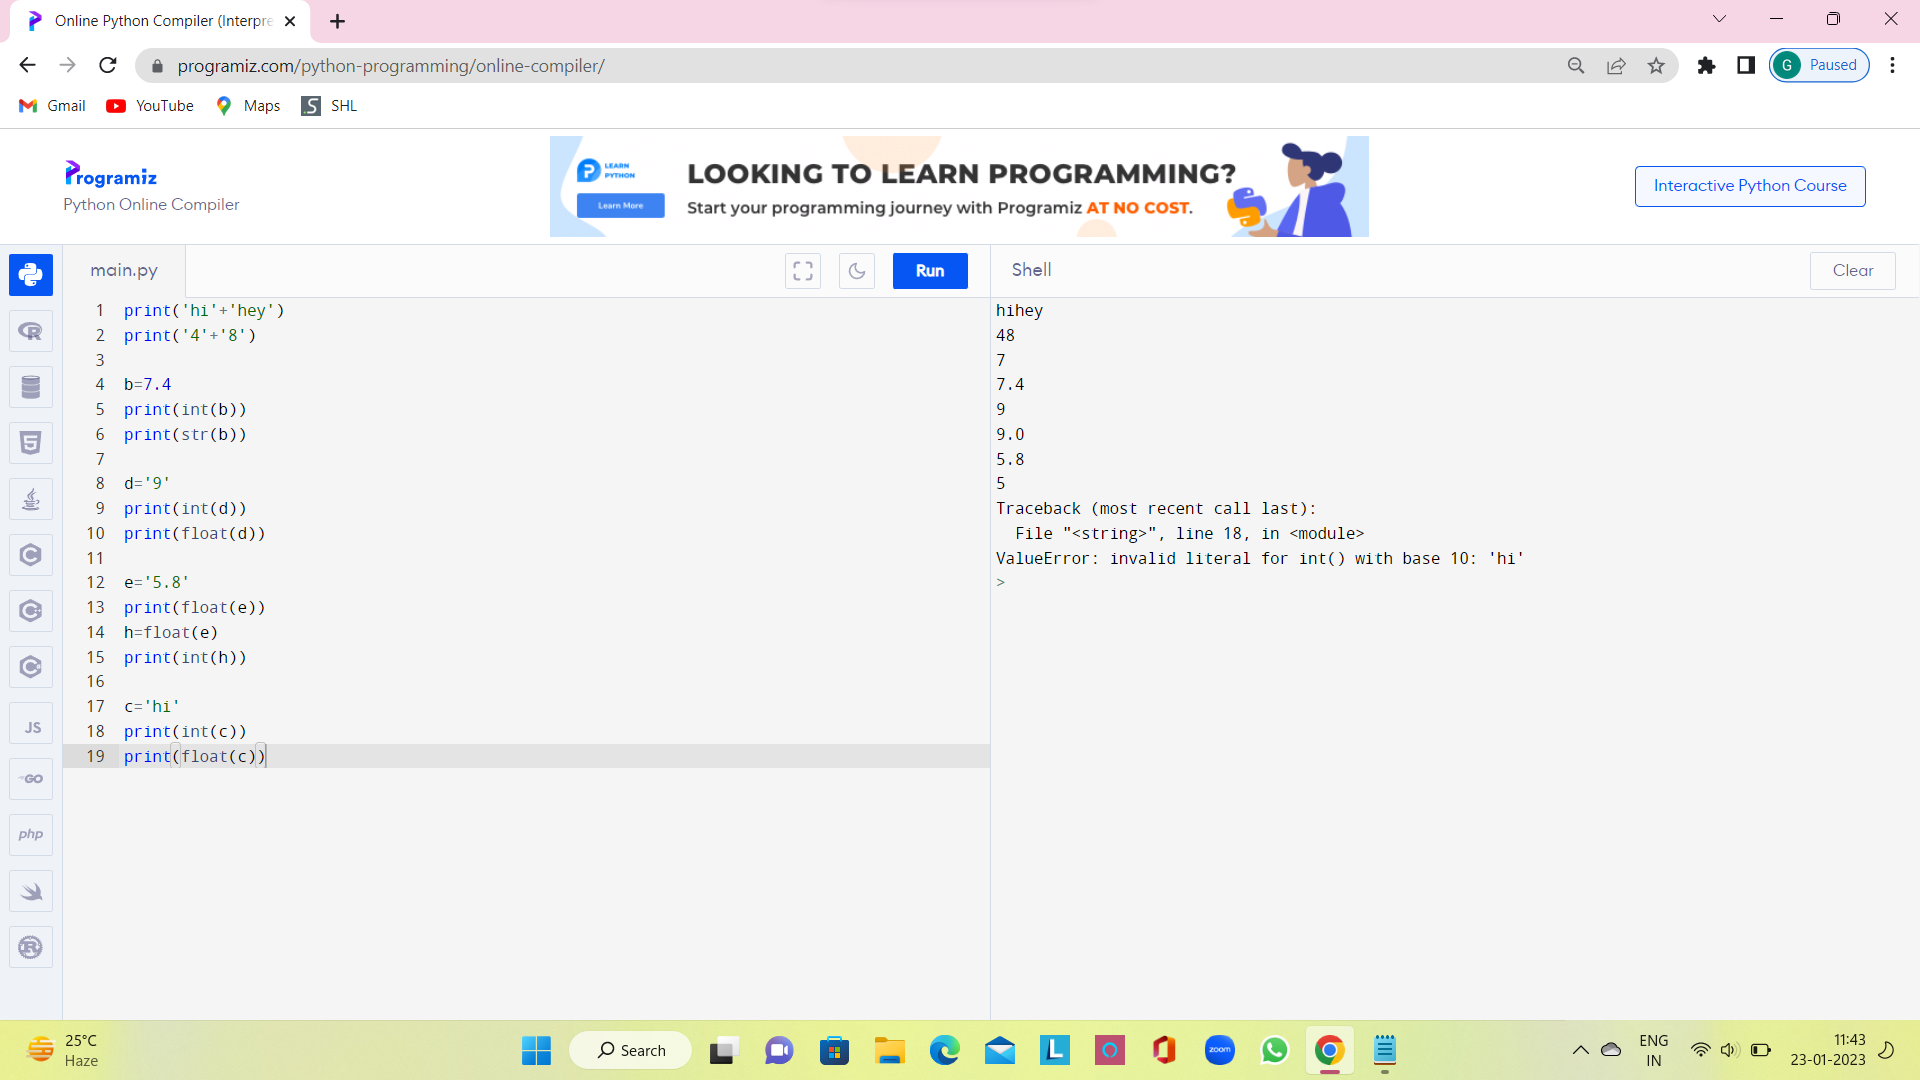 Online Python Compiler (Interpre
programiz.com/python-programming/online-compiler/
G Paused
Gmail YouTube Maps SHL
Programiz
Python Online Compiler
LEARN
PYTHON
Learn More
LOOKING TO LEARN PROGRAMMING?
Start your programming journey with Programiz AT NO COST.
Interactive Python Course
main.py
Run
Shell
Clear
1 print('hi'+'hey')
2 print('4'+'8')
3
4 b=7.4
5 print(int(b))
6 print(str(b))
7
8 d='9'
9 print(int(d))
10 print(float(d))
11
12 e='5.8'
13 print(float(e))
14 h=float(e)
15 print(int(h))
16
17 c='hi'
18 print(int(c))
19 print(float(c))
hihey
48
7
7.4
9
9.0
5.8
5
Traceback (most recent call last):
  File "<string>", line 18, in <module>
ValueError: invalid literal for int() with base 10: 'hi'
>
JS
GO
php
25°C
Haze
Search
zoom
ENG
IN
11:43
23-01-2023